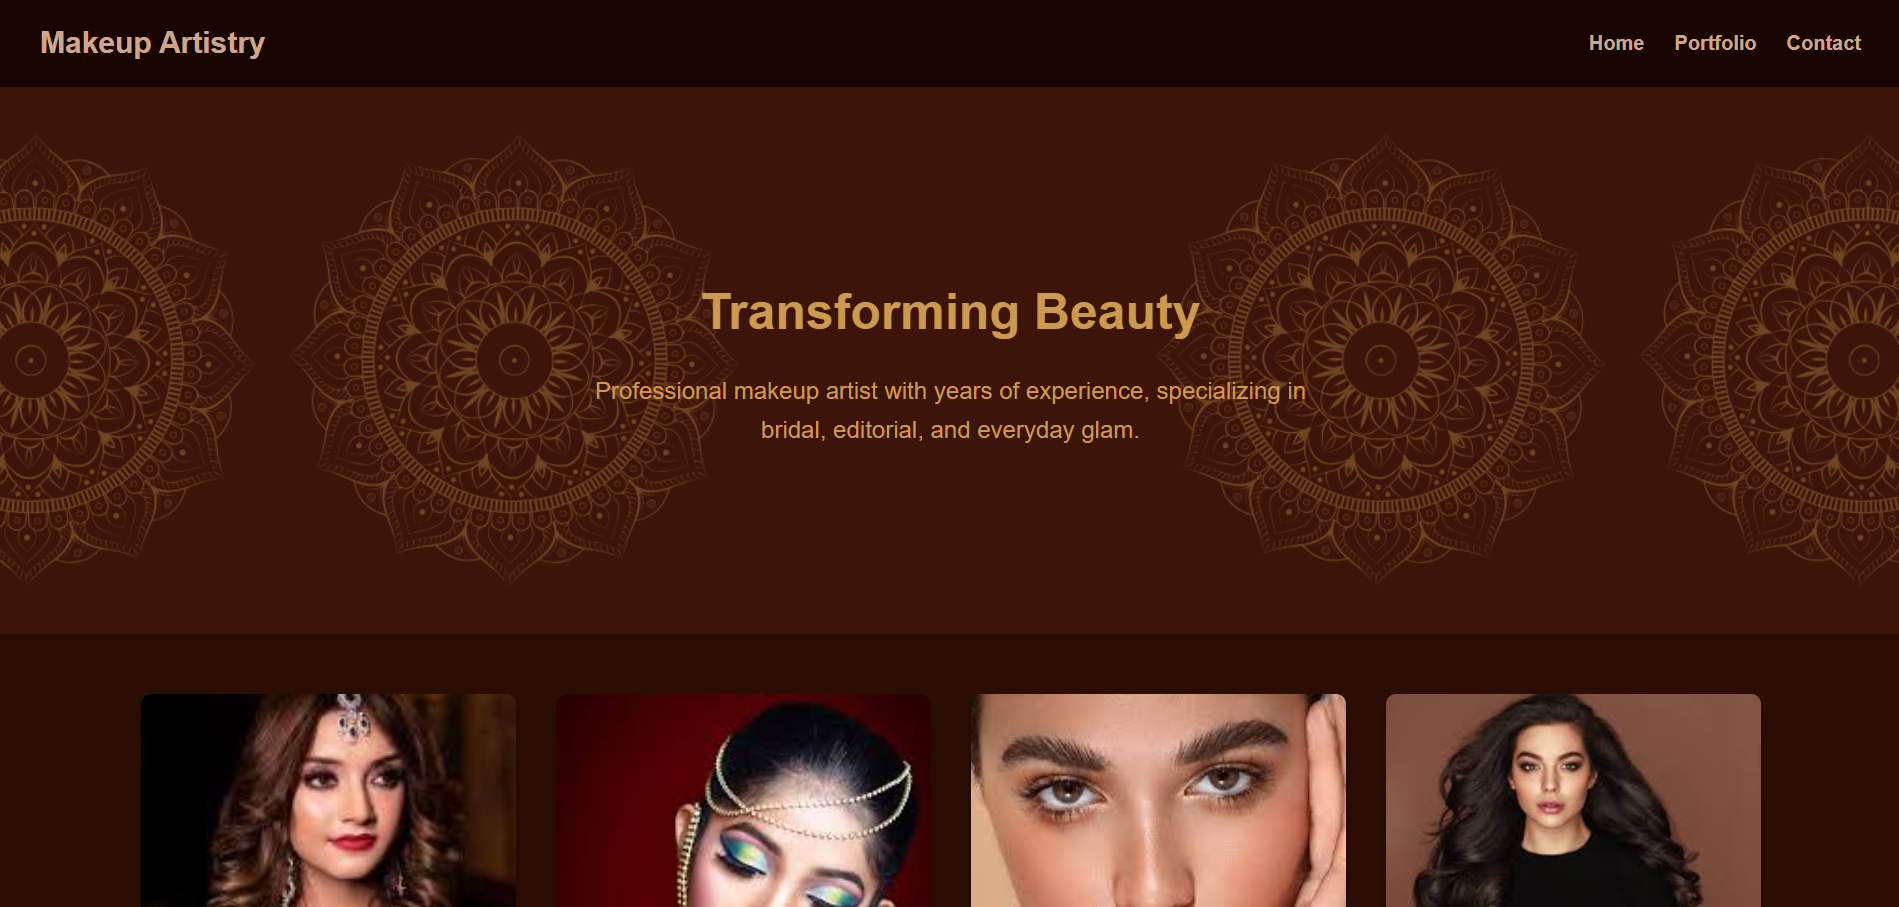 Makeup Artistry
Home Portfolio Contact
Transforming Beauty
Professional makeup artist with years of experience, specializing in
bridal, editorial, and everyday glam.